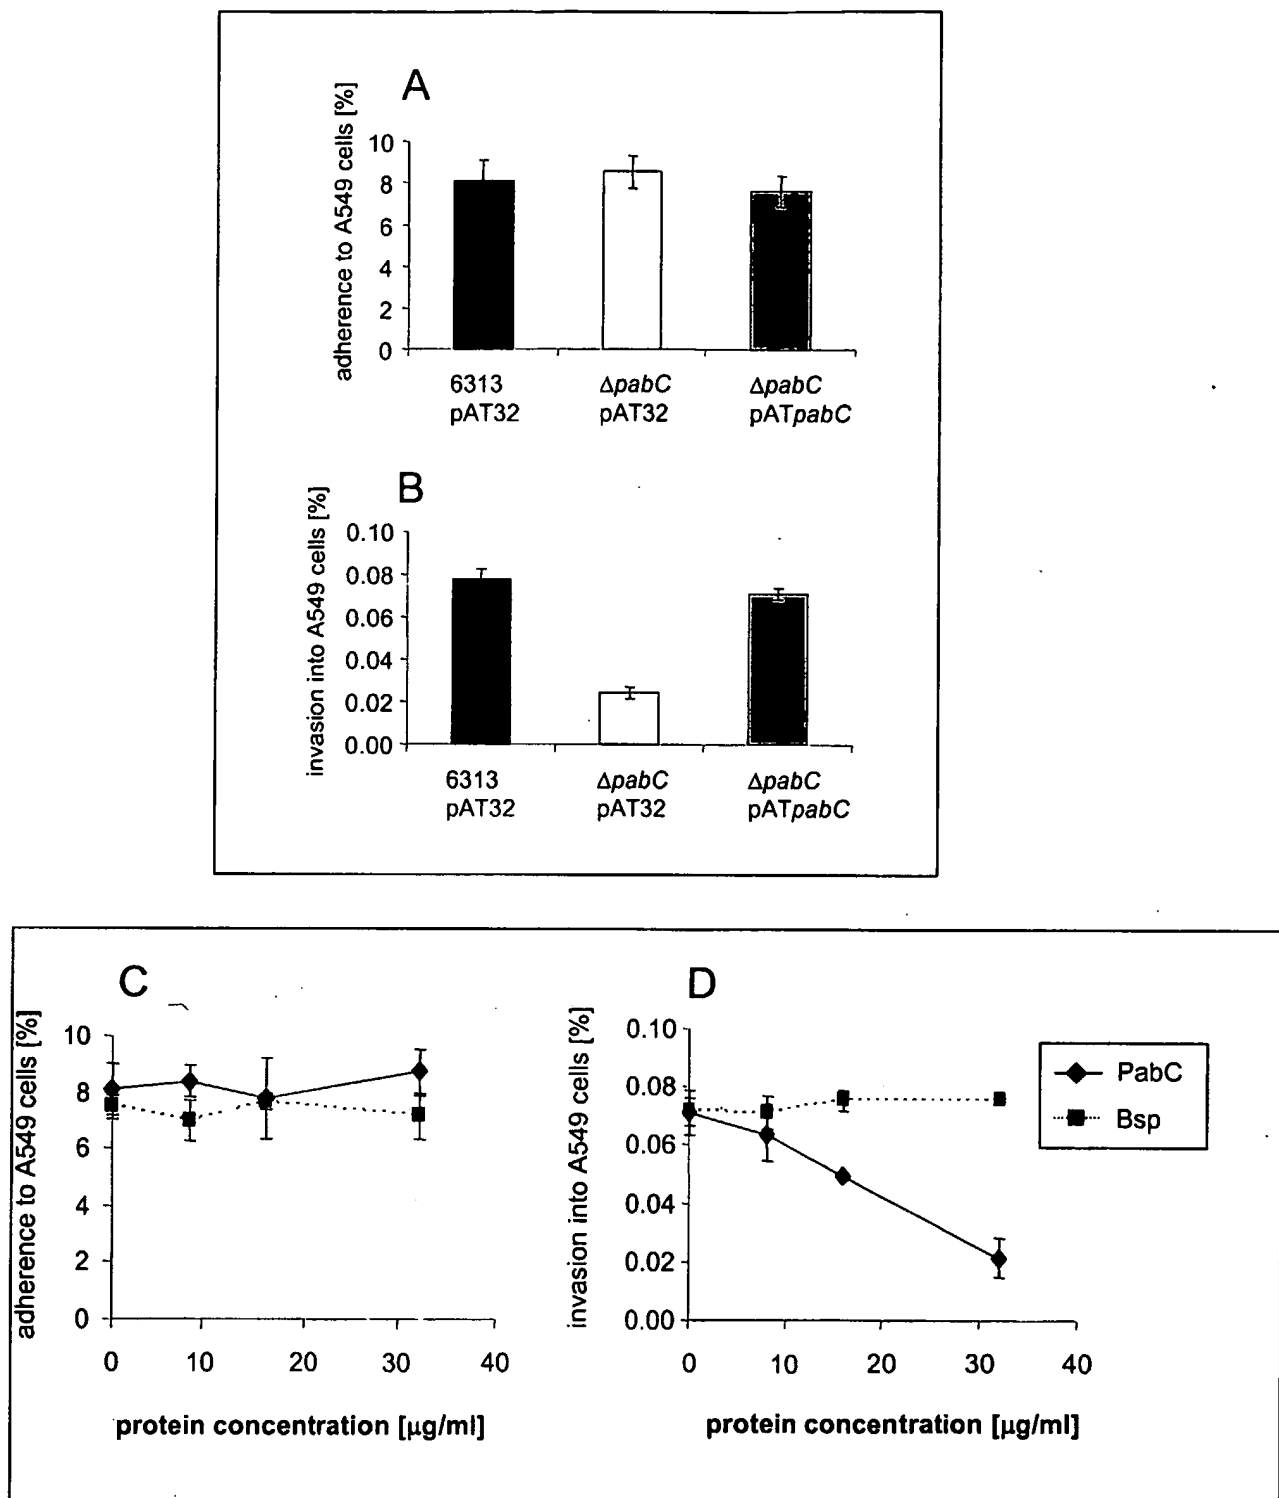 A
adherence to A549 cells [%]
10
8
6
4
2
0
6313
pAT32
ΔpabC
pAT32
ΔpabC
pATpabC
B
invasion into A549 cells [%]
0.10
0.08
0.06
0.04
0.02
0.00
6313
pAT32
ΔpabC
pAT32
ΔpabC
pATpabC
C
adherence to A549 cells [%]
10
8
6
4
2
0
0 10 20 30 40
protein concentration [μg/ml]
D
invasion into A549 cells [%]
0.10
0.08
0.06
0.04
0.02
0.00
0 10 20 30 40
protein concentration [μg/ml]
PabC
Bsp